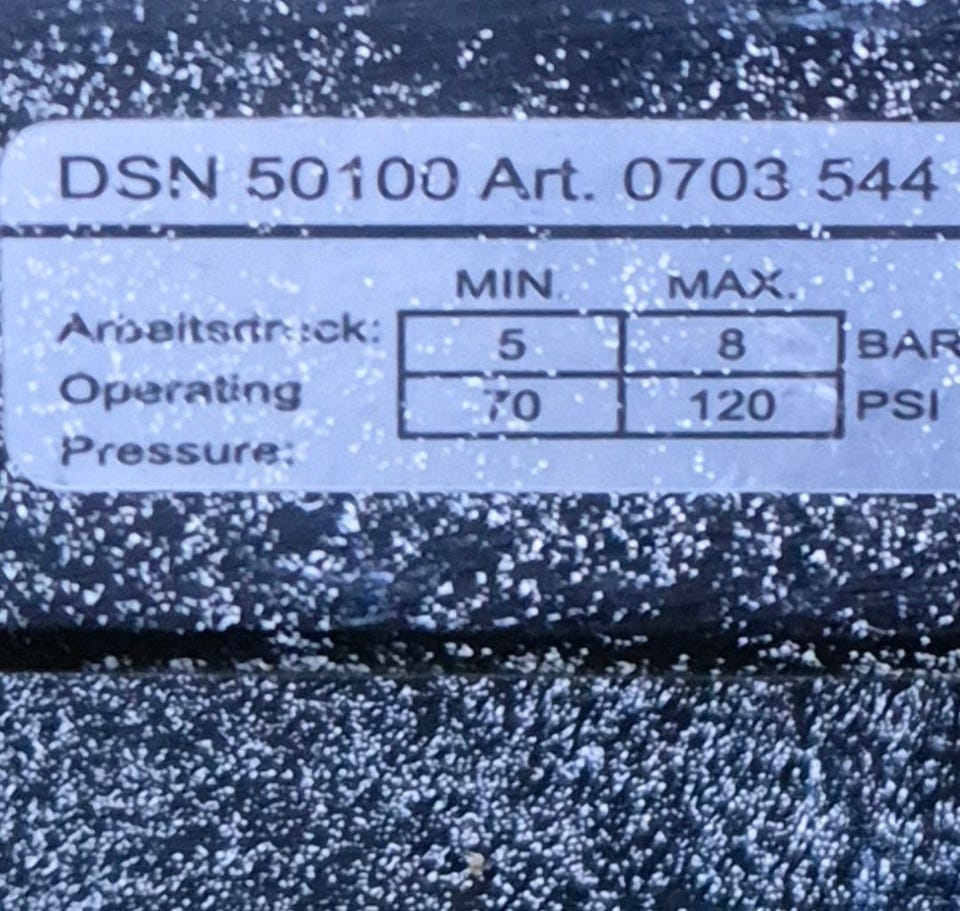 DSN 50100 Art. 0703 544
MIN. MAX.
Arbeitsdruck: 5 8 BAR
Operating 70 120 PSI
Pressure: